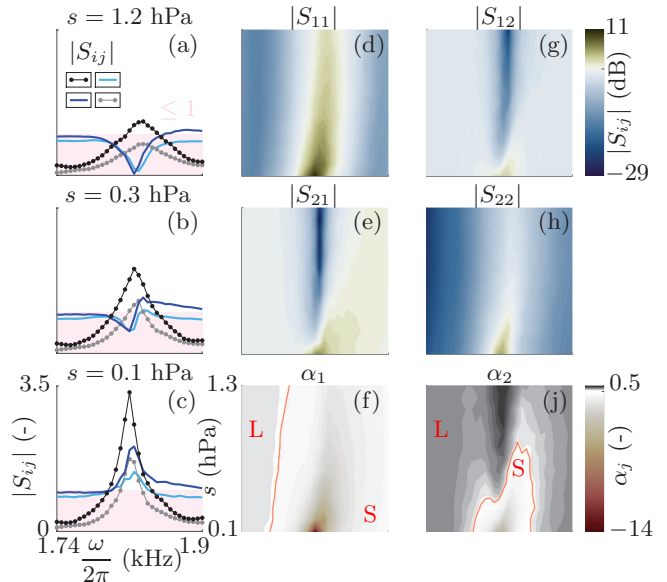 s = 1.2 hPa
|S₁₁|
|S₁₂|
(a)
|Sᵢⱼ|
≤ 1
(d)
(g)
11
|Sᵢⱼ| (dB)
−29
s = 0.3 hPa
|S₂₁|
|S₂₂|
(b)
(e)
(h)
s = 0.1 hPa
α₁
α₂
(c)
3.5
|Sᵢⱼ| (-)
0
1.74
ω/2π (kHz)
1.9
1.3
s (hPa)
0.1
(f)
L
S
(j)
L
S
0.5
αⱼ (-)
−14